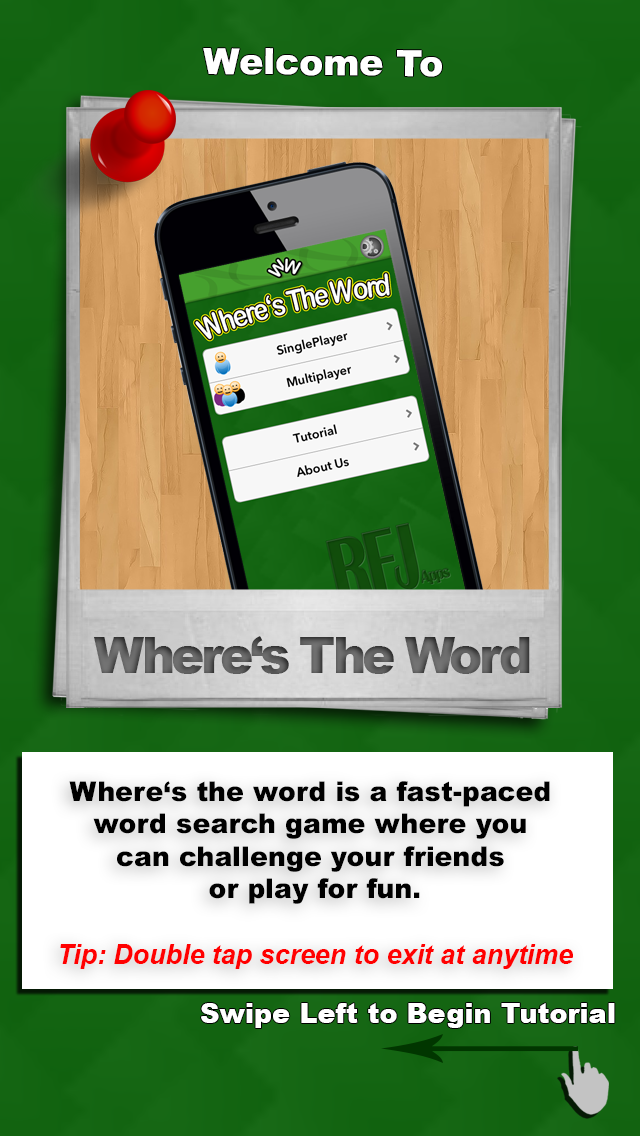 Welcome To
WW
Where‘s The Word
SinglePlayer
Multiplayer
Tutorial
About Us
RFJ Apps
Where‘s The Word
Where‘s the word is a fast-paced
word search game where you
can challenge your friends
or play for fun.
Tip: Double tap screen to exit at anytime
Swipe Left to Begin Tutorial